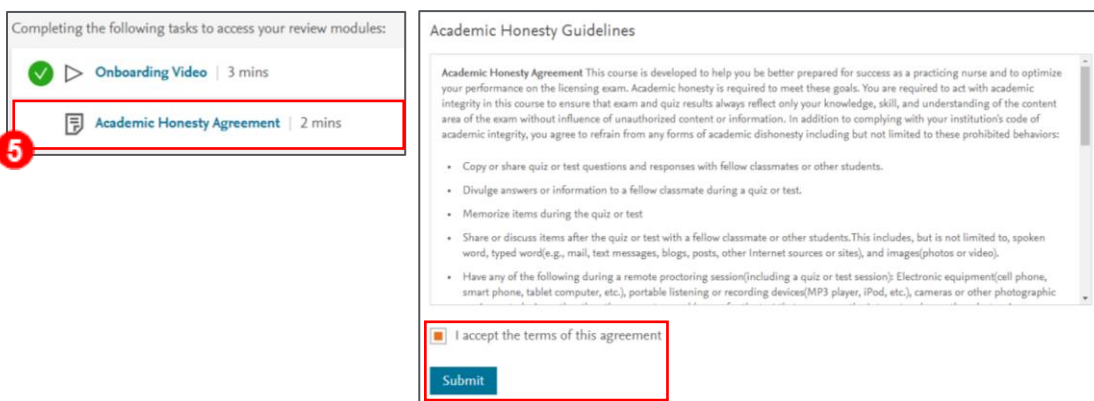 Completing the following tasks to access your review modules:
Onboarding Video | 3 mins
Academic Honesty Agreement | 2 mins
5
Academic Honesty Guidelines
Academic Honesty Agreement This course is developed to help you be better prepared for success as a practicing nurse and to optimize
your performance on the licensing exam. Academic honesty is required to meet these goals. You are required to act with academic
integrity in this course to ensure that exam and quiz results always reflect only your knowledge, skill, and understanding of the content
area of the exam without influence of unauthorized content or information. In addition to complying with your institution's code of
academic integrity, you agree to refrain from any forms of academic dishonesty including but not limited to these prohibited behaviors:
• Copy or share quiz or test questions and responses with fellow classmates or other students.
• Divulge answers or information to a fellow classmate during a quiz or test.
• Memorize items during the quiz or test
• Share or discuss items after the quiz or test with a fellow classmate or other students.This includes, but is not limited to, spoken
word, typed word(e.g., mail, text messages, blogs, posts, other Internet sources or sites), and images(photos or video).
• Have any of the following during a remote proctoring session(including a quiz or test session): Electronic equipment(cell phone,
smart phone, tablet computer, etc.), portable listening or recording devices(MP3 player, iPod, etc.), cameras or other photographic
I accept the terms of this agreement
Submit